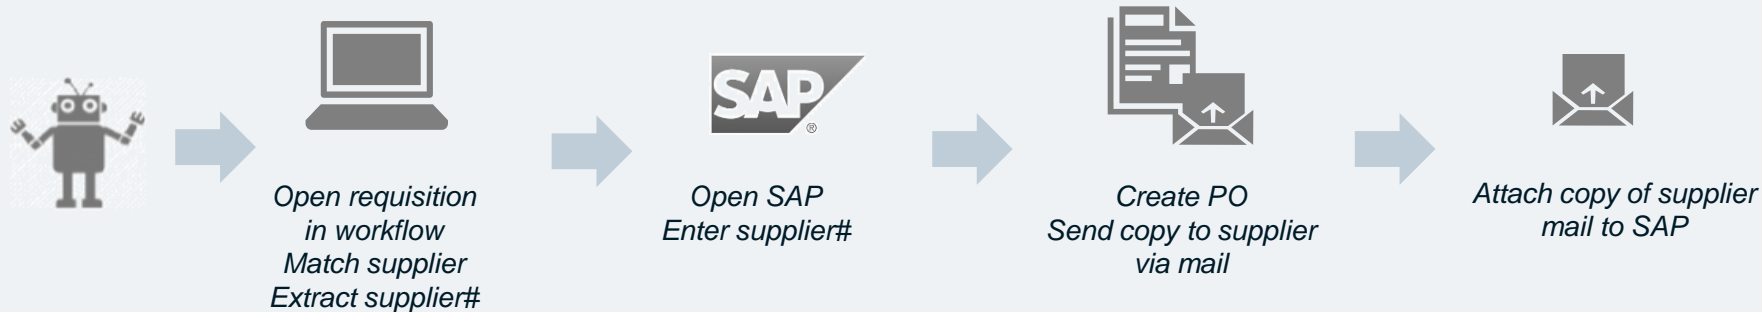 SAP
®
Open requisition
in workflow
Match supplier
Extract supplier#
Open SAP
Enter supplier#
Create PO
Send copy to supplier
via mail
Attach copy of supplier
mail to SAP